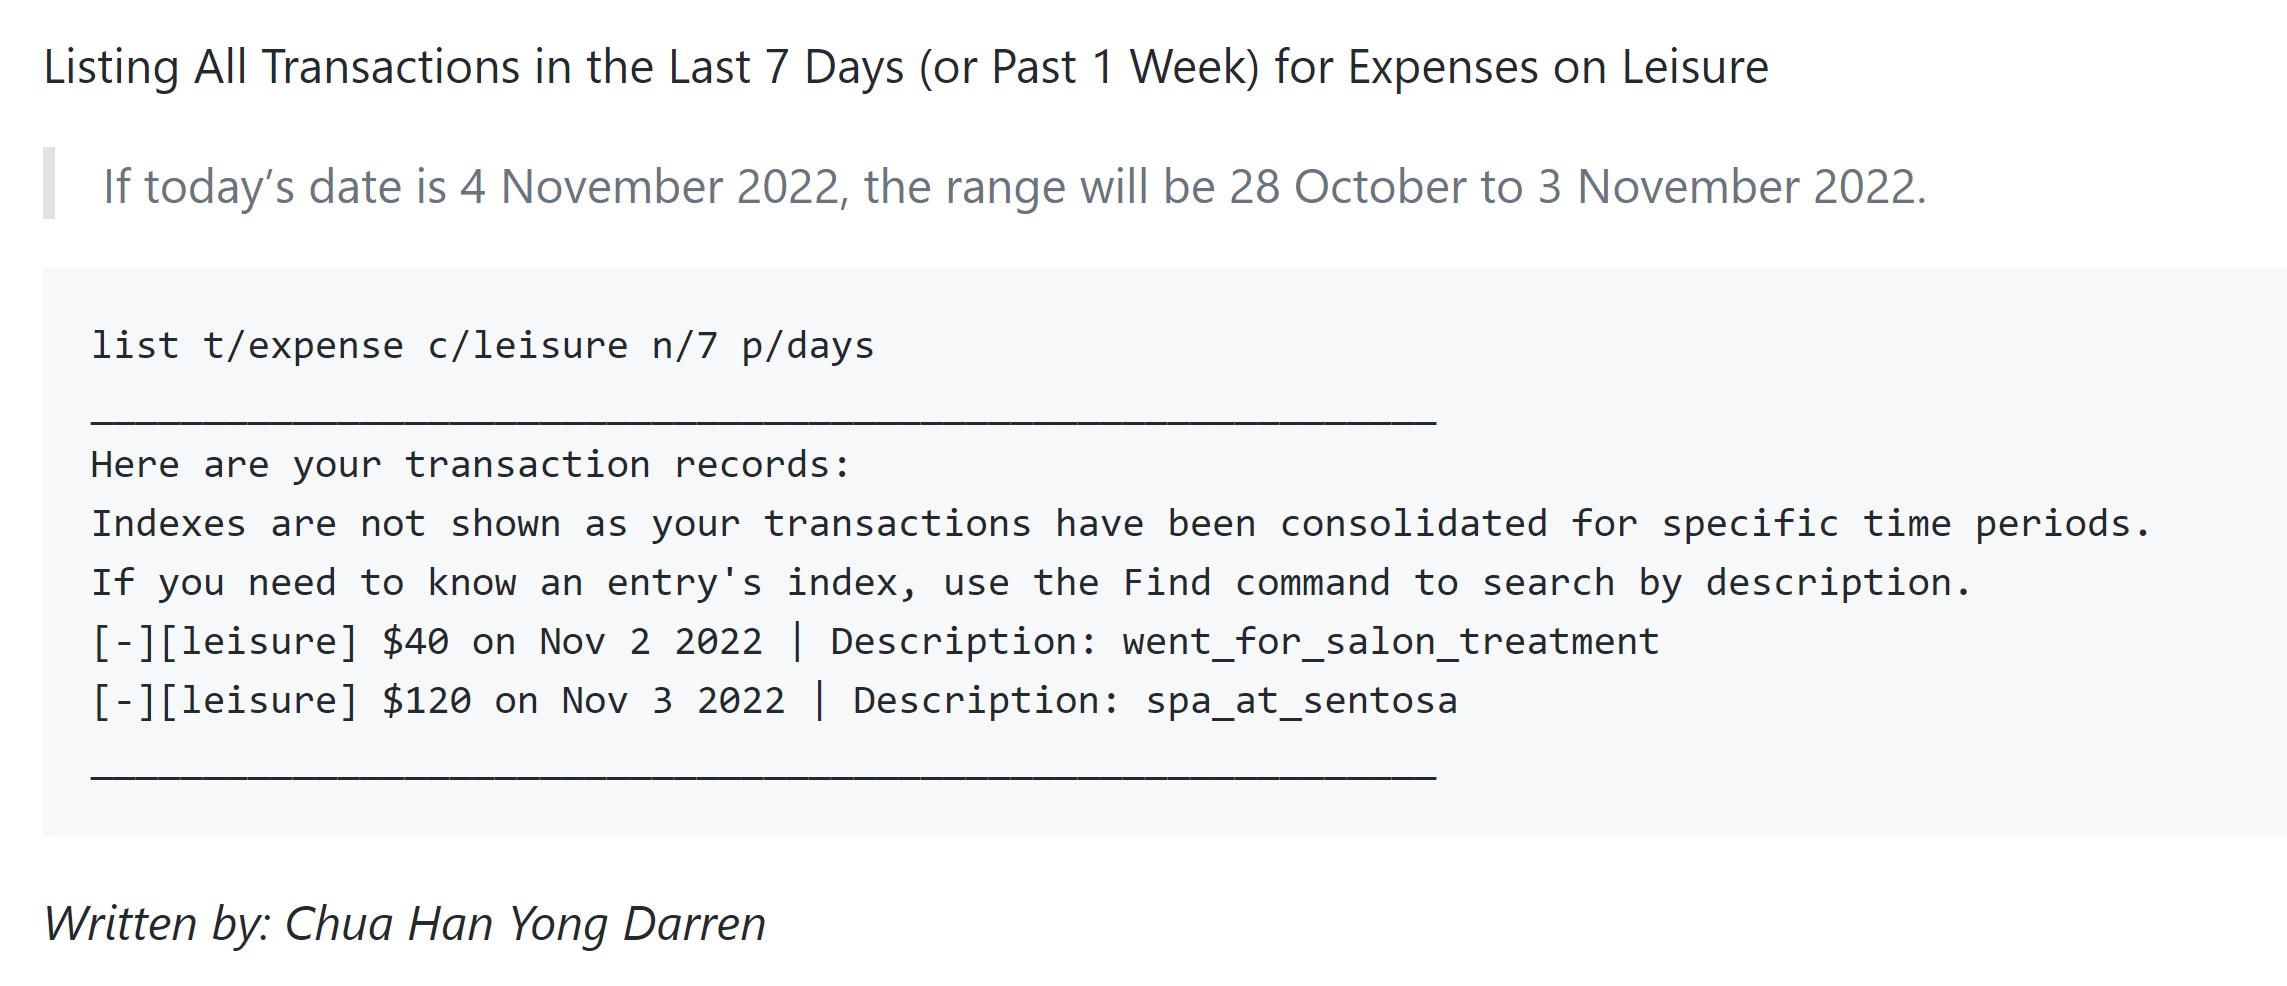 Listing All Transactions in the Last 7 Days (or Past 1 Week) for Expenses on Leisure
If today’s date is 4 November 2022, the range will be 28 October to 3 November 2022.
list t/expense c/leisure n/7 p/days
____________________________________________________________
Here are your transaction records:
Indexes are not shown as your transactions have been consolidated for specific time periods.
If you need to know an entry's index, use the Find command to search by description.
[-][leisure] $40 on Nov 2 2022 | Description: went_for_salon_treatment
[-][leisure] $120 on Nov 3 2022 | Description: spa_at_sentosa
____________________________________________________________
Written by: Chua Han Yong Darren